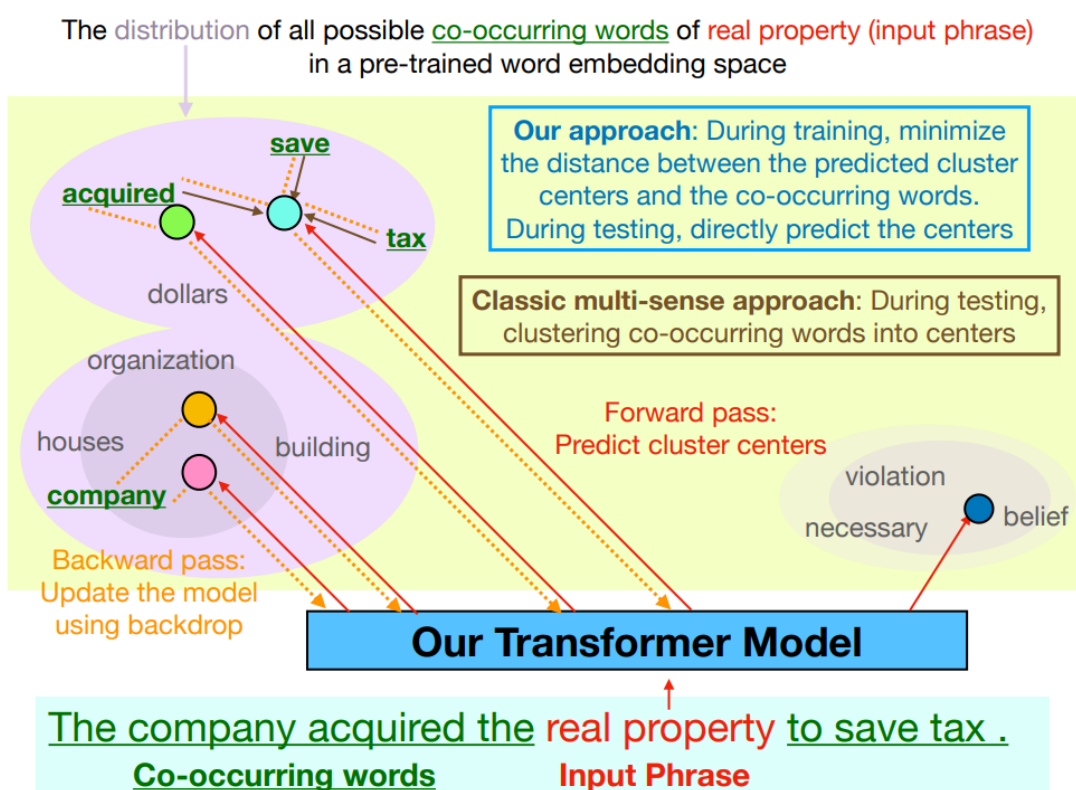 The distribution of all possible co-occurring words of real property (input phrase)
in a pre-trained word embedding space
save
acquired
tax
dollars
Our approach: During training, minimize
the distance between the predicted cluster
centers and the co-occurring words.
During testing, directly predict the centers
Classic multi-sense approach: During testing,
clustering co-occurring words into centers
organization
houses
building
company
Forward pass:
Predict cluster centers
violation
necessary
belief
Backward pass:
Update the model
using backdrop
Our Transformer Model
The company acquired the real property to save tax .
Co-occurring words
Input Phrase